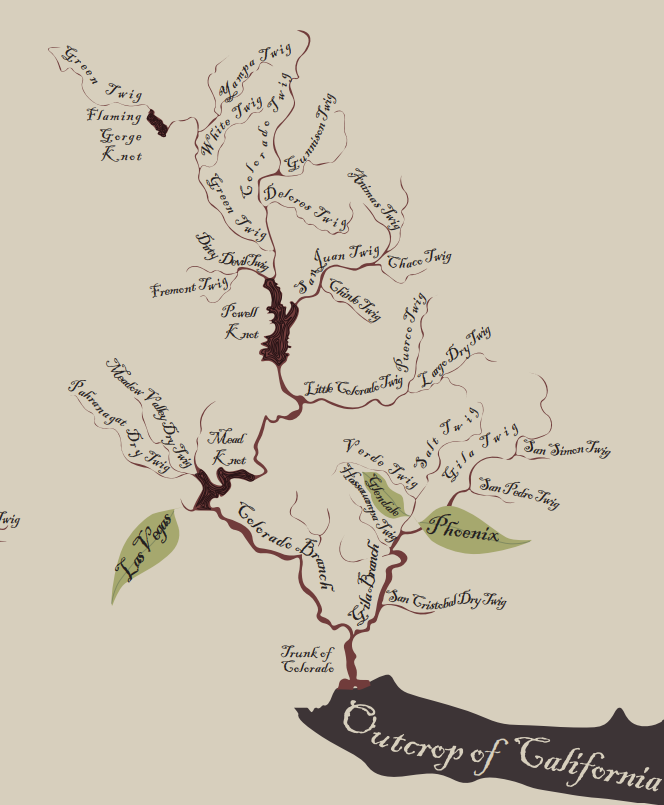 Green Twig
Flaming
Gorge
Knot
Yampa Twig
White Twig
Colorado Twig
Gunnison Twig
Green Twig
Delores Twig
Animas Twig
Dirty Devil Twig
San Juan Twig
Chaco Twig
Fremont Twig
Chink Twig
Powell
Knot
Puerco Twig
Largo Dry Twig
Little Colorado Twig
Meadow Valley Dry Twig
Pahranagat Dry Twig
Mead
Knot
Salt Twig
Gila Twig
San Simon Twig
Verde Twig
Hassayampa Twig
Glendale
San Pedro Twig
Twig
Las Vegas
Colorado Branch
Phoenix
Gila Branch
San Cristobal Dry Twig
Trunk of
Colorado
Outcrop of California